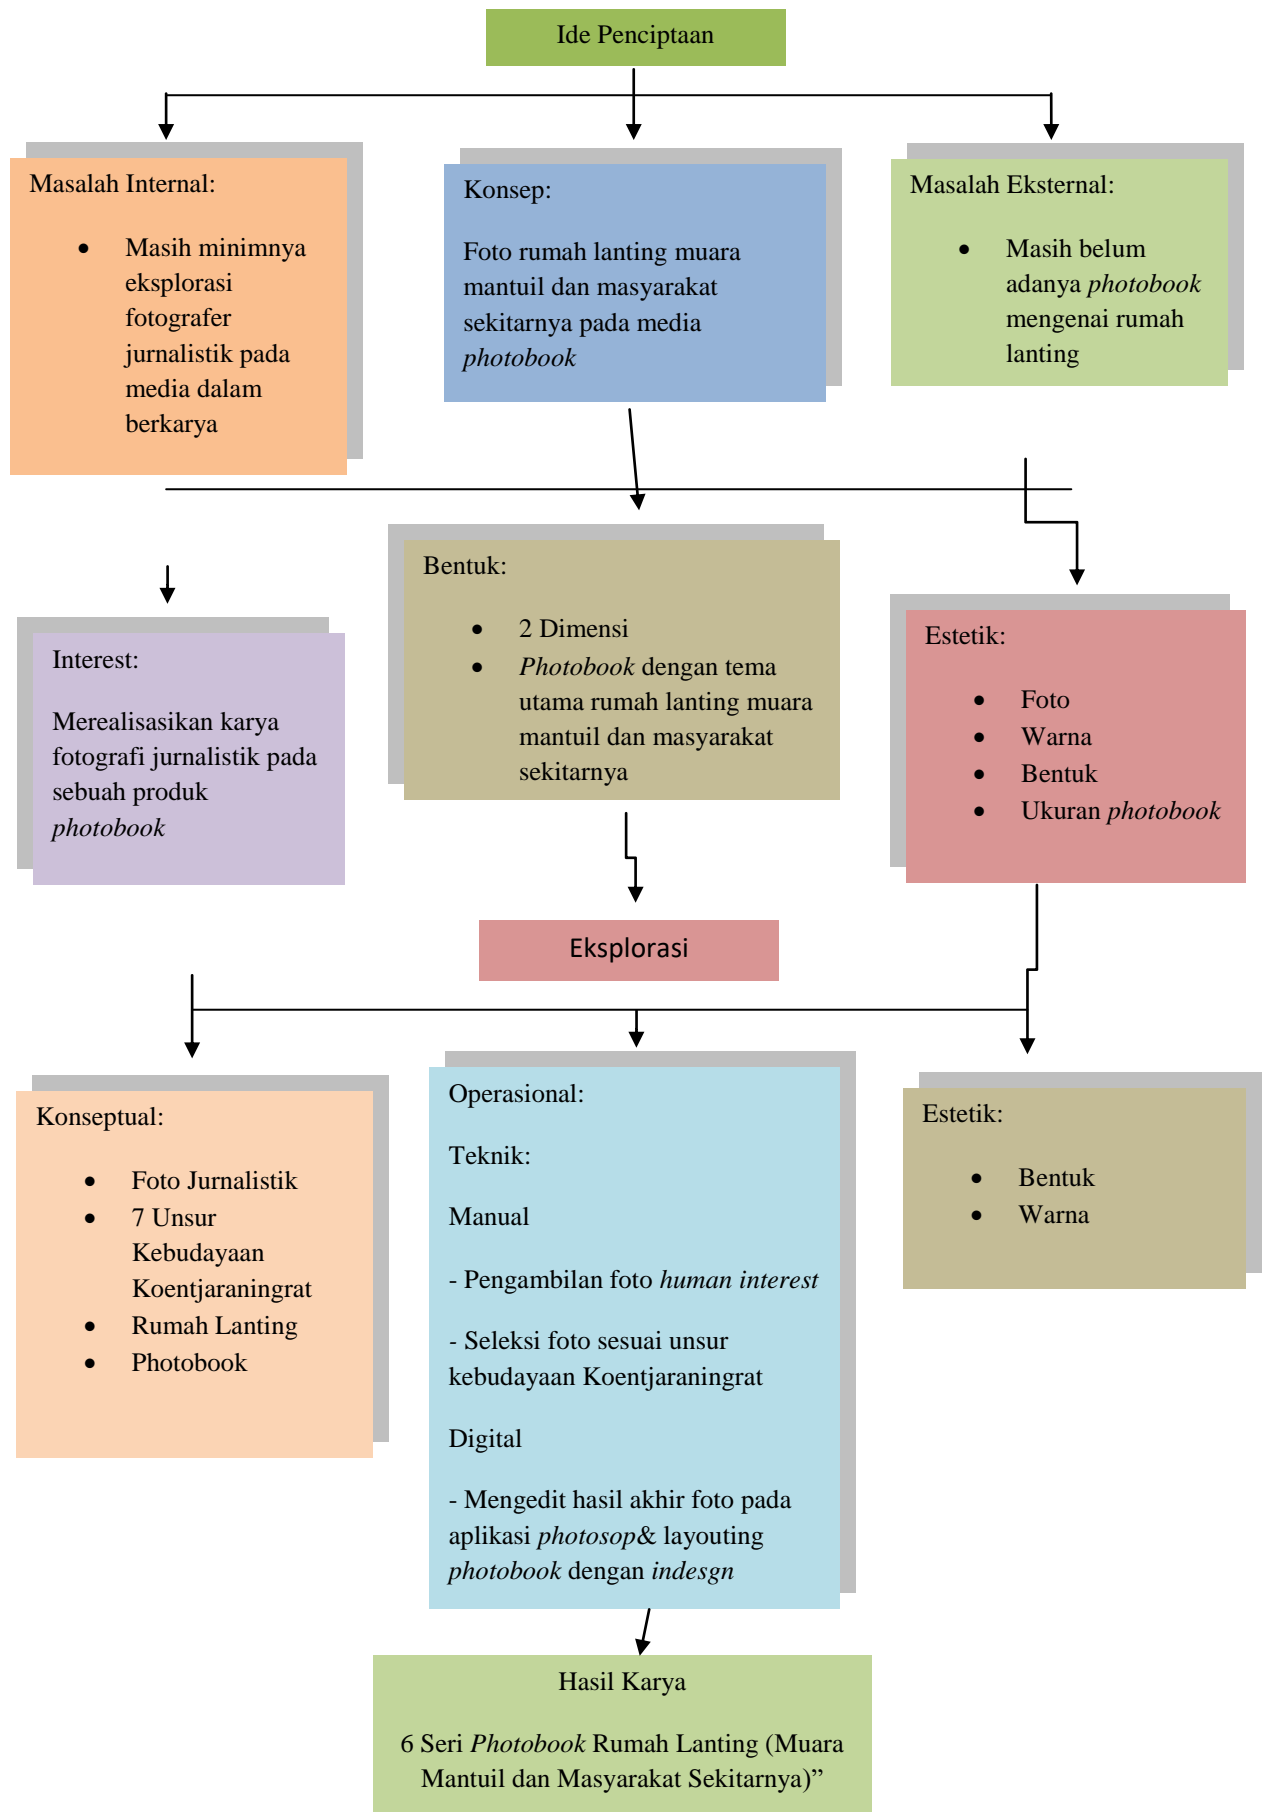 Ide Penciptaan
Masalah Internal:
• Masih minimnya
eksplorasi
fotografer
jurnalistik pada
media dalam
berkarya
Konsep:
Foto rumah lanting muara
mantuil dan masyarakat
sekitarnya pada media
photobook
Masalah Eksternal:
• Masih belum
adanya photobook
mengenai rumah
lanting
Interest:
Merealisasikan karya
fotografi jurnalistik pada
sebuah produk
photobook
Bentuk:
• 2 Dimensi
• Photobook dengan tema
utama rumah lanting muara
mantuil dan masyarakat
sekitarnya
Estetik:
• Foto
• Warna
• Bentuk
• Ukuran photobook
Eksplorasi
Konseptual:
• Foto Jurnalistik
• 7 Unsur
Kebudayaan
Koentjaraningrat
• Rumah Lanting
• Photobook
Operasional:
Teknik:
Manual
- Pengambilan foto human interest
- Seleksi foto sesuai unsur
kebudayaan Koentjaraningrat
Digital
- Mengedit hasil akhir foto pada
aplikasi photosop& layouting
photobook dengan indesgn
Estetik:
• Bentuk
• Warna
Hasil Karya
6 Seri Photobook Rumah Lanting (Muara
Mantuil dan Masyarakat Sekitarnya)”